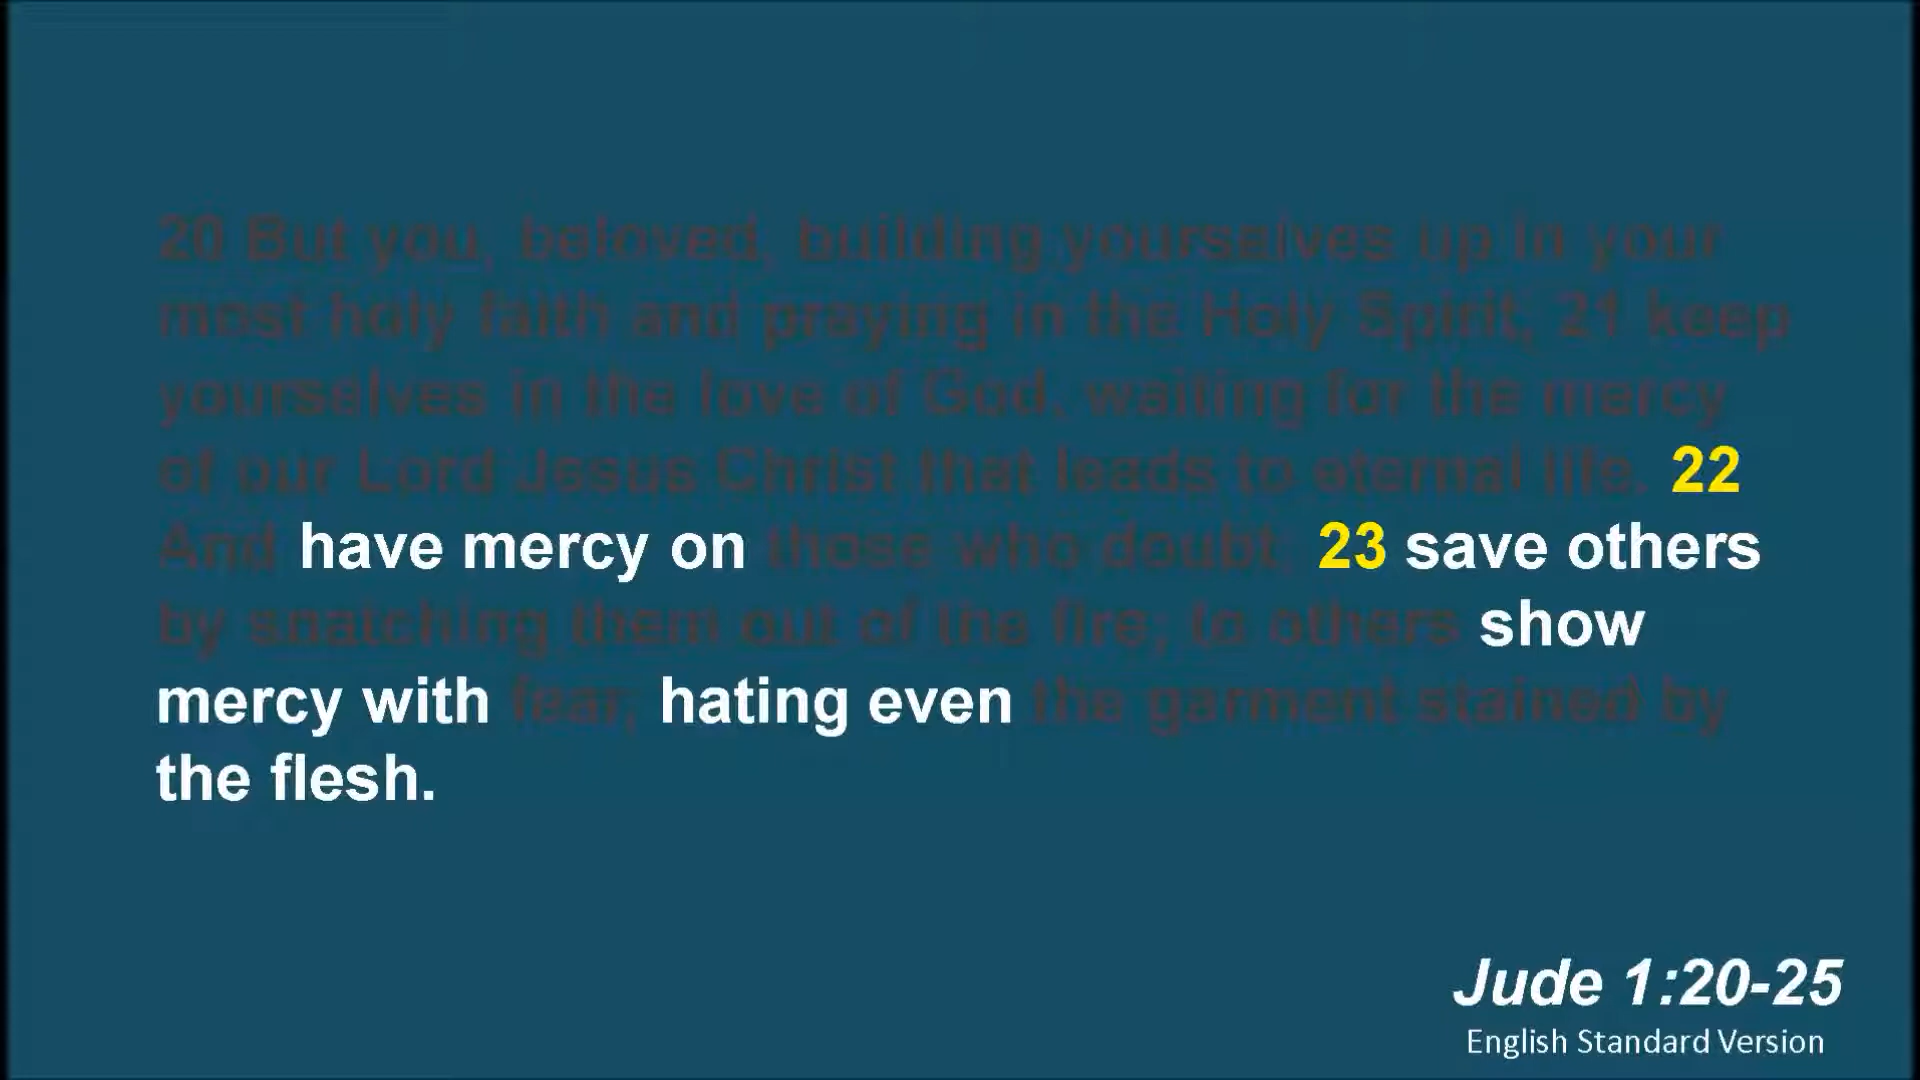 20 But you, beloved, building yourselves up in your
most holy faith and praying in the Holy Spirit, 21 keep
yourselves in the love of God, waiting for the mercy
of our Lord Jesus Christ that leads to eternal life. 22
And have mercy on those who doubt; 23 save others
by snatching them out of the fire; to others show
mercy with fear, hating even the garment stained by
the flesh.
Jude 1:20-25
English Standard Version